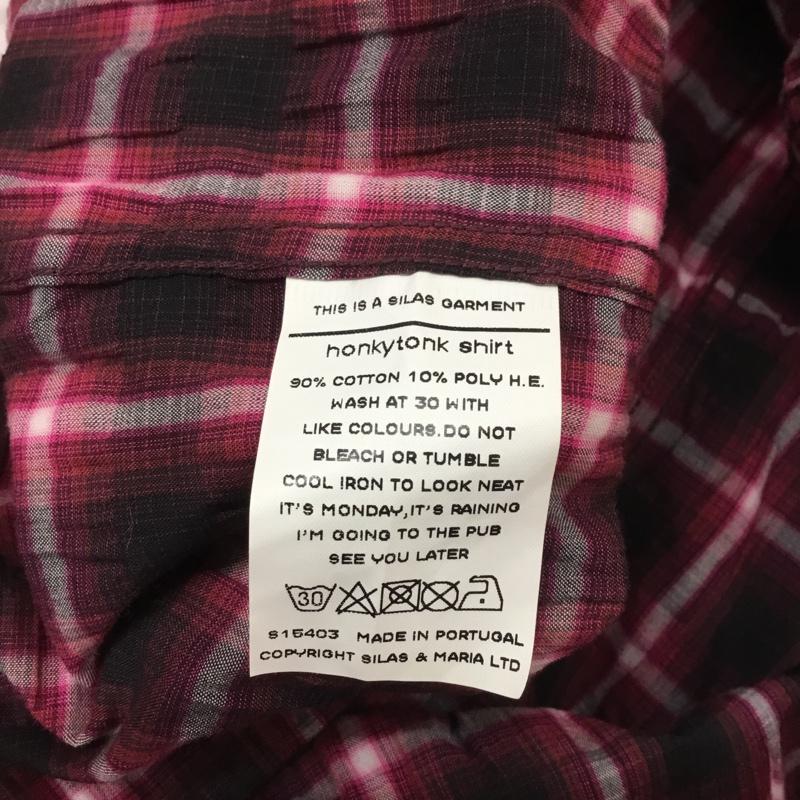 THIS IS A SILAS GARMENT
honkytonk shirt
90% COTTON 10% POLY H.E.
WASH AT 30 WITH
LIKE COLOURS.DO NOT
BLEACH OR TUMBLE
COOL IRON TO LOOK NEAT
IT'S MONDAY,IT'S RAINING
I'M GOING TO THE PUB
SEE YOU LATER
30
S15403 MADE IN PORTUGAL
COPYRIGHT SILAS & MARIA LTD